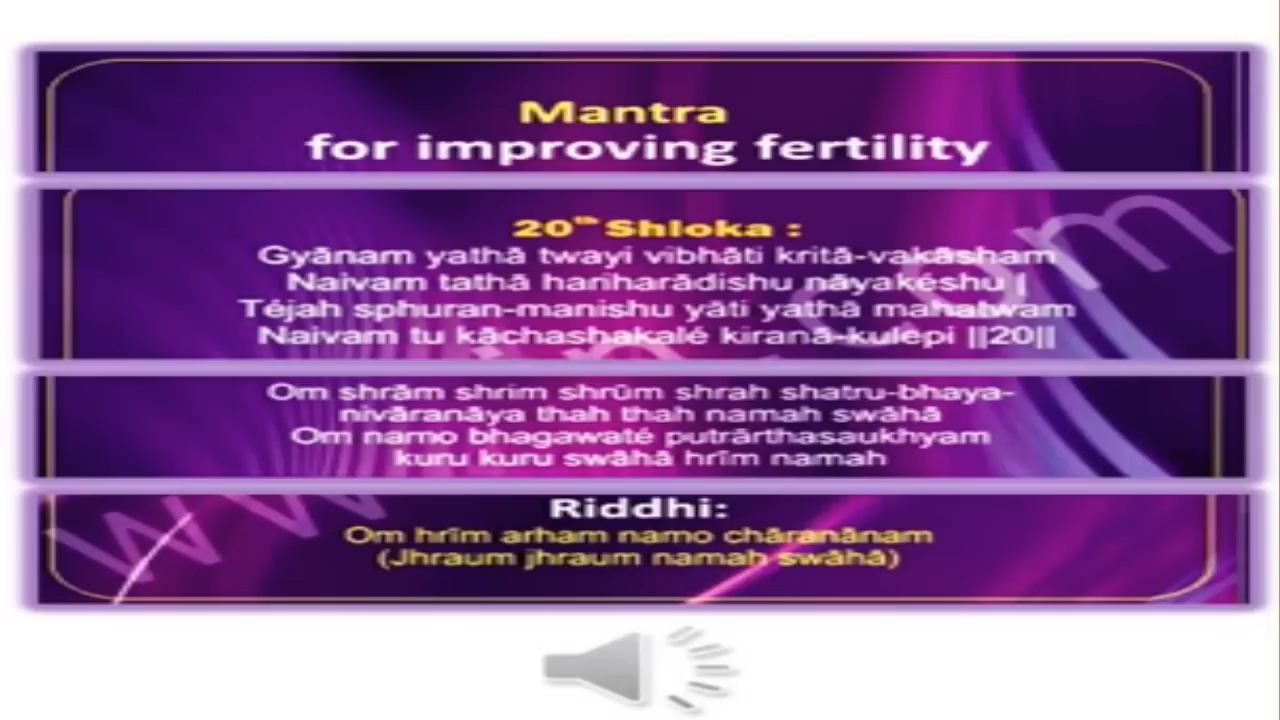 Mantra
for improving fertility
20th Shloka :
Gyānam yathā twayi vibhāti kritā-vakāsham
Naivam tathā hariharādishu nāyakéshu |
Téjah sphuran-manishu yāti yathā mahatwam
Naivam tu kāchashakalé kiranā-kulepi ||20||
Om shrām shrim shrūm shrah shatru-bhaya-
nivāranāya thah thah namah swāhā
Om namo bhagawaté putrārthasaukhyam
kuru kuru swāhā hrīm namah
Riddhi:
Om hrīm arham namo chāranānam
(Jhraum jhraum namah swāhā)